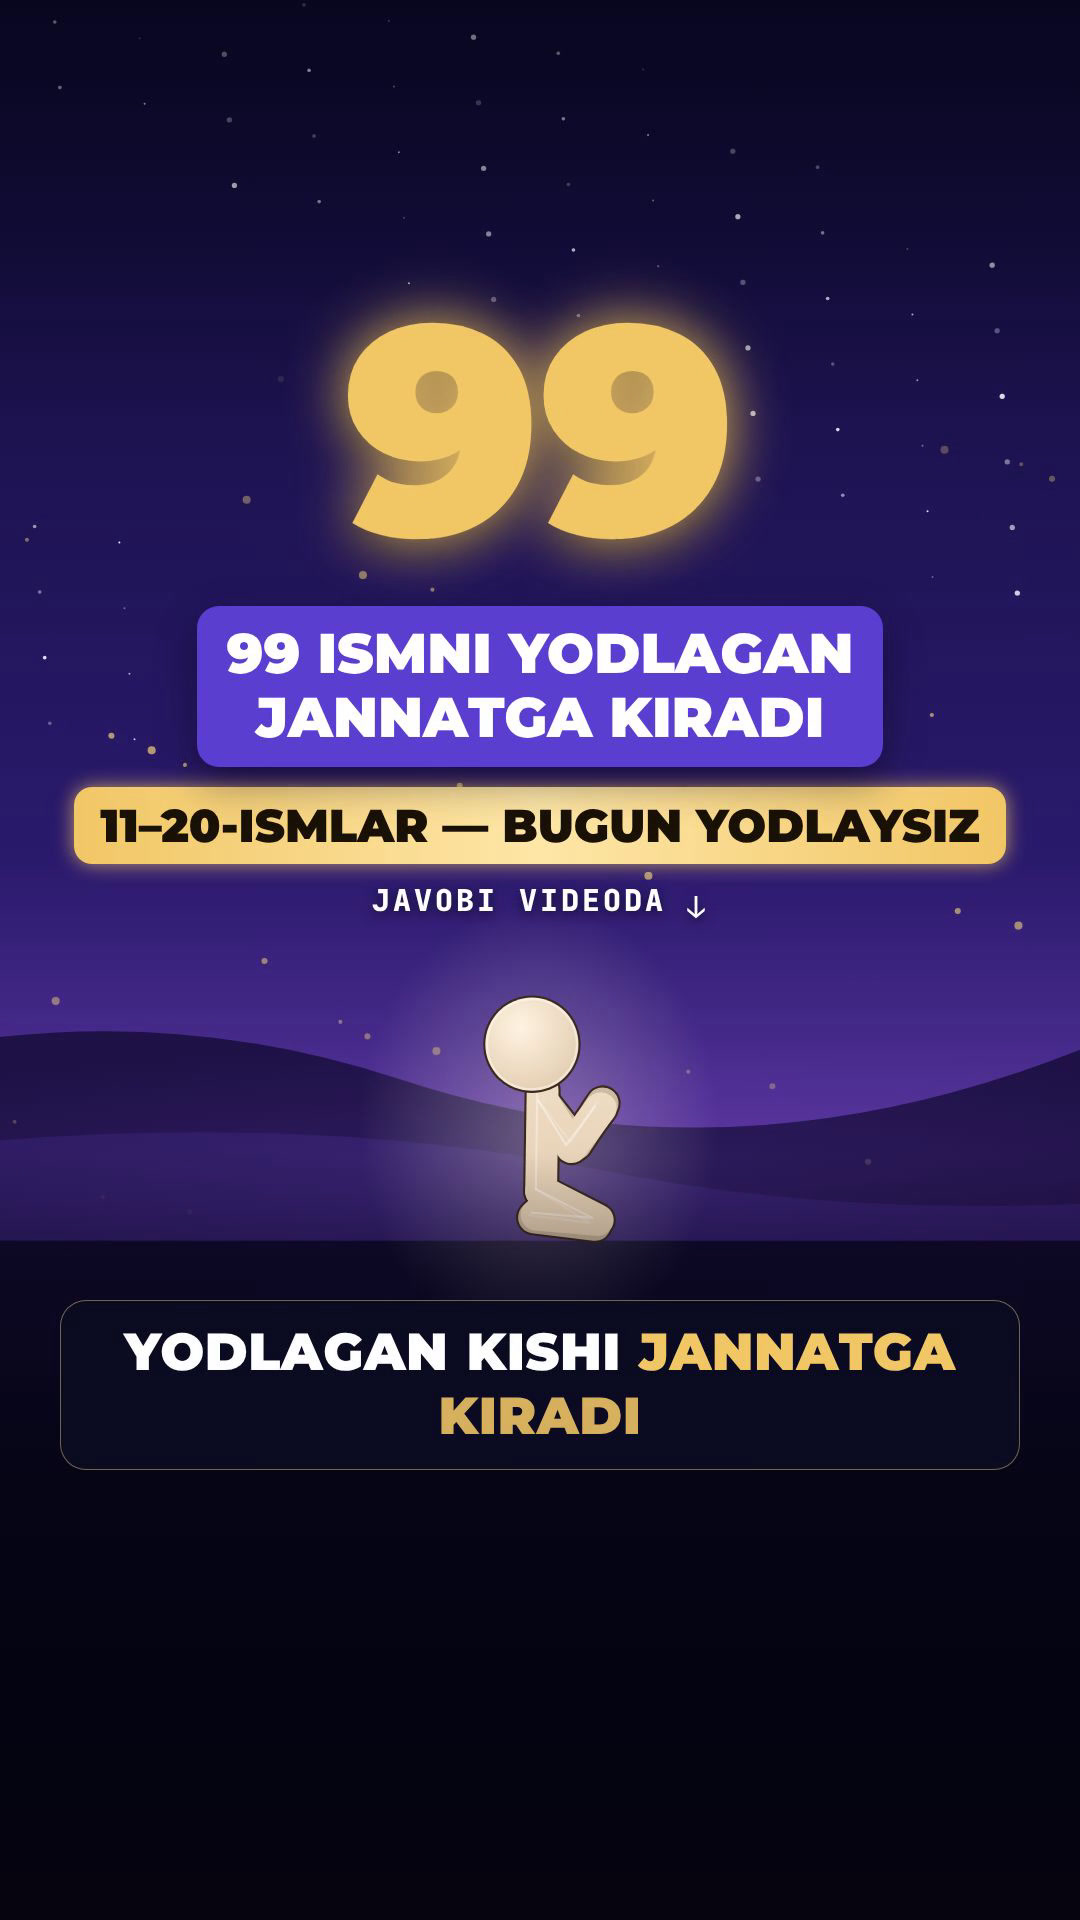 99
99 ISMNI YODLAGAN
JANNATGA KIRADI
11–20-ISMLAR — BUGUN YODLAYSIZ
JAVOBI VIDEODA ↓
YODLAGAN KISHI JANNATGA
KIRADI